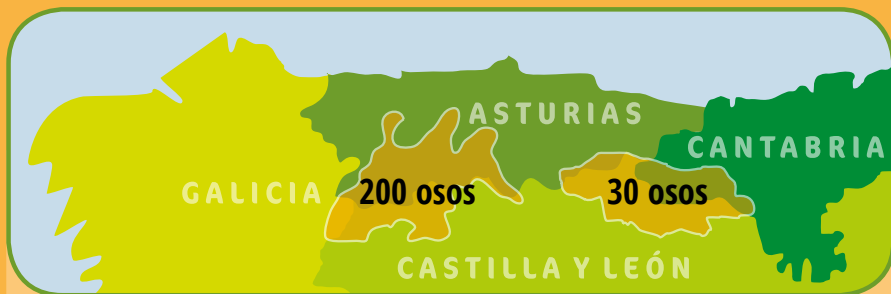 ASTURIAS
CANTABRIA
GALICIA
200 osos
30 osos
CASTILLA Y LEÓN